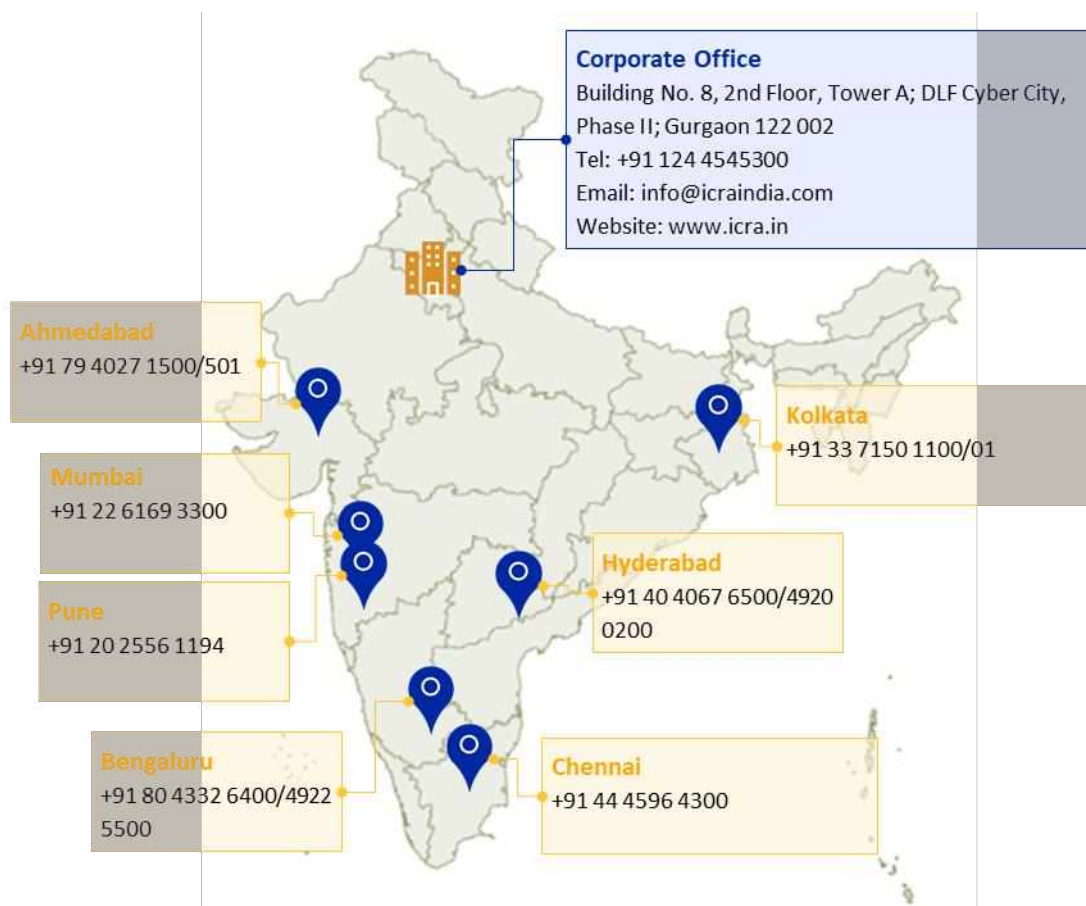 Corporate Office
Building No. 8, 2nd Floor, Tower A; DLF Cyber City,
Phase II; Gurgaon 122 002
Tel: +91 124 4545300
Email: info@icraindia.com
Website: www.icra.in
Ahmedabad
+91 79 4027 1500/501
Kolkata
+91 33 7150 1100/01
Mumbai
+91 22 6169 3300
Hyderabad
+91 40 4067 6500/4920
0200
Pune
+91 20 2556 1194
Bengaluru
+91 80 4332 6400/4922
5500
Chennai
+91 44 4596 4300